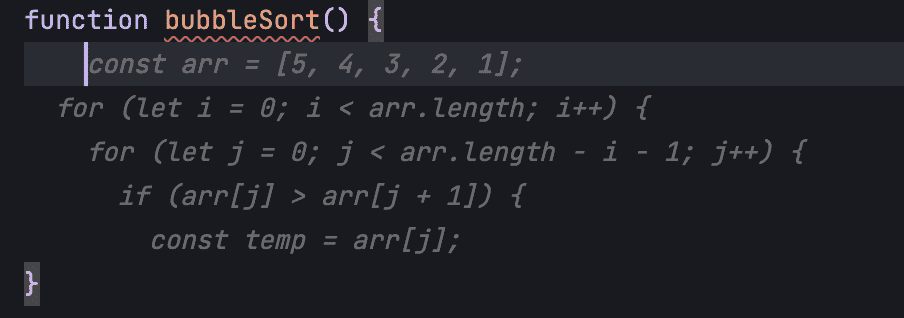 function bubbleSort() {
    const arr = [5, 4, 3, 2, 1];
  for (let i = 0; i < arr.length; i++) {
    for (let j = 0; j < arr.length - i - 1; j++) {
      if (arr[j] > arr[j + 1]) {
        const temp = arr[j];
}